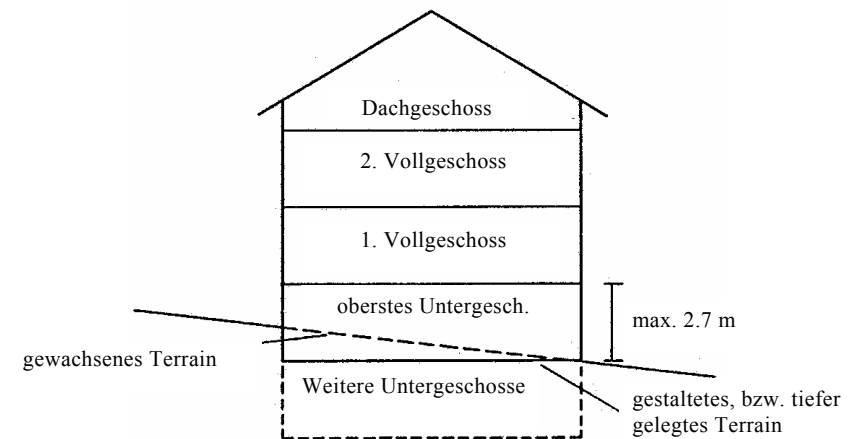 Dachgeschoss
2. Vollgeschoss
1. Vollgeschoss
oberstes Untergesch.
max. 2.7 m
gewachsenes Terrain
Weitere Untergeschosse
gestaltetes, bzw. tiefer
gelegtes Terrain